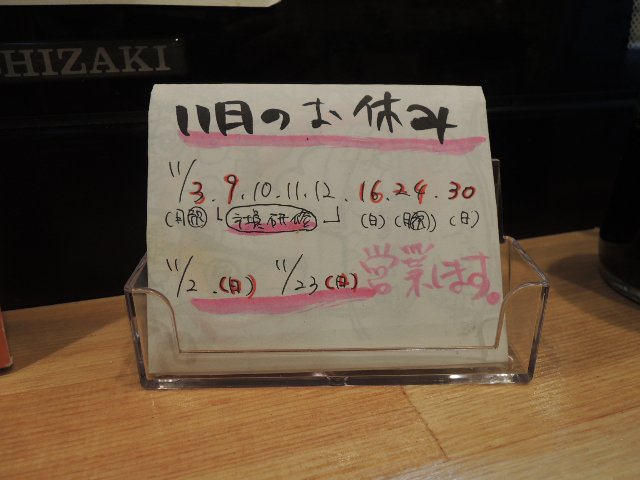 HIZAKI
11月のお休み
11/3.9.10.11.12.16.24.30
(月祝) 研修 (日) (月祝) (日)
11/2.(日) 11/23(日) 営業します。